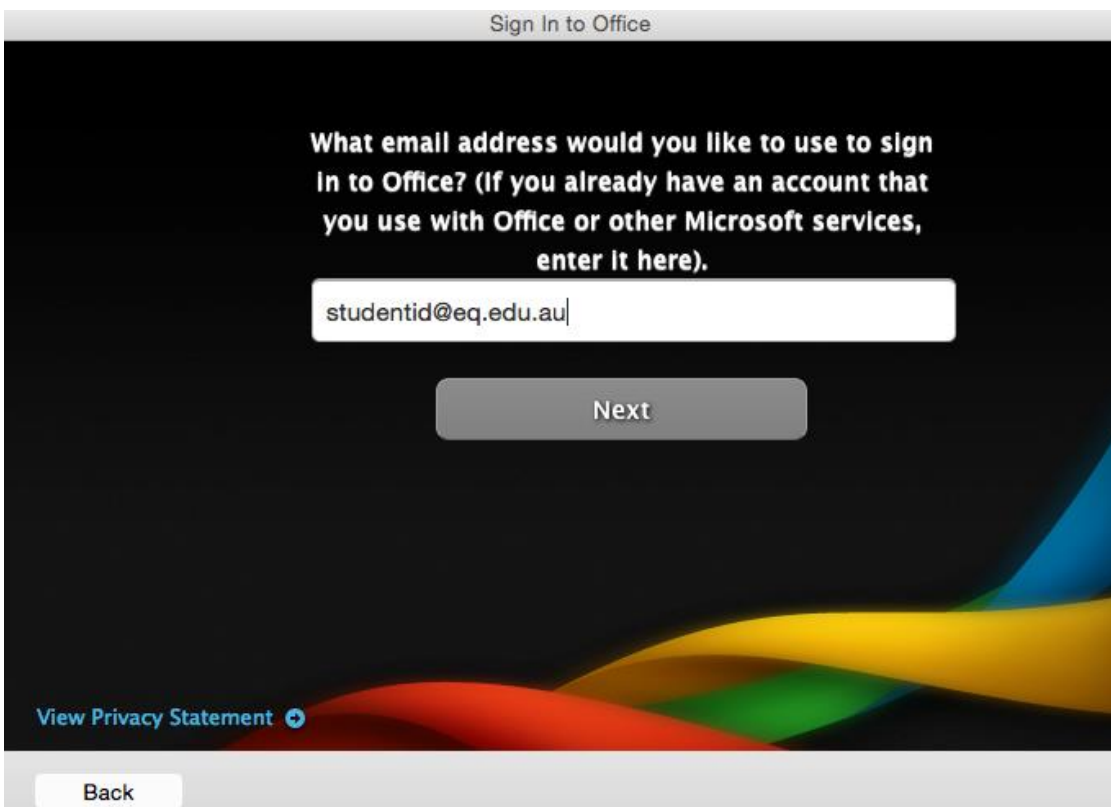 Sign In to Office
What email address would you like to use to sign
in to Office? (If you already have an account that
you use with Office or other Microsoft services,
enter it here).
studentid@eq.edu.au
Next
View Privacy Statement
Back